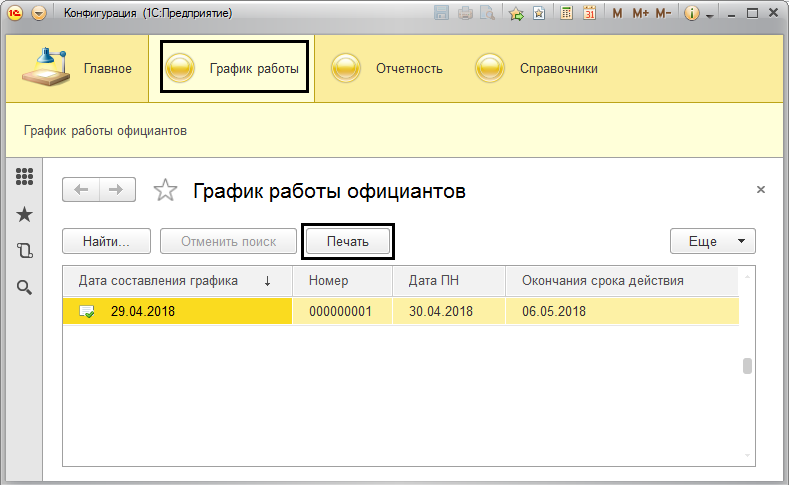 1С Конфигурация (1С:Предприятие) 31 M M+ M- i
Главное График работы Отчетность Справочники
График работы официантов
График работы официантов
Найти... Отменить поиск Печать Еще
Дата составления графика ↓ Номер Дата ПН Окончания срока действия
29.04.2018 000000001 30.04.2018 06.05.2018